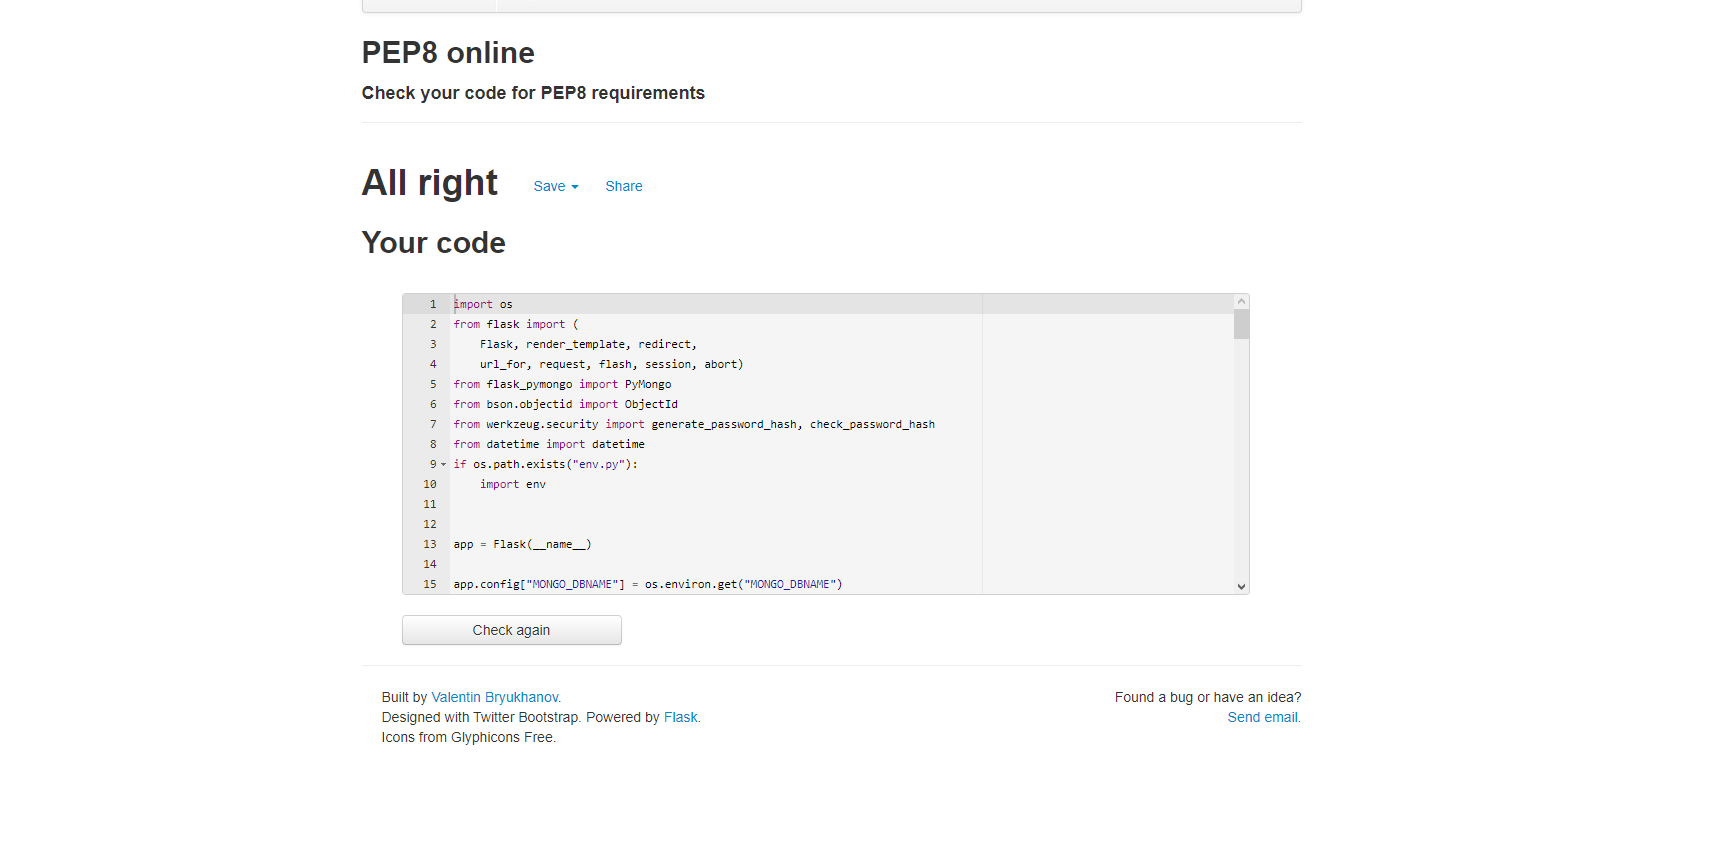 PEP8 online
Check your code for PEP8 requirements
All right Save Share
Your code
1 import os
2 from flask import (
3     Flask, render_template, redirect,
4     url_for, request, flash, session, abort)
5 from flask_pymongo import PyMongo
6 from bson.objectid import ObjectId
7 from werkzeug.security import generate_password_hash, check_password_hash
8 from datetime import datetime
9 if os.path.exists("env.py"):
10     import env
11
12
13 app = Flask(__name__)
14
15 app.config["MONGO_DBNAME"] = os.environ.get("MONGO_DBNAME")
Check again
Built by Valentin Bryukhanov.
Designed with Twitter Bootstrap. Powered by Flask.
Icons from Glyphicons Free.
Found a bug or have an idea?
Send email.